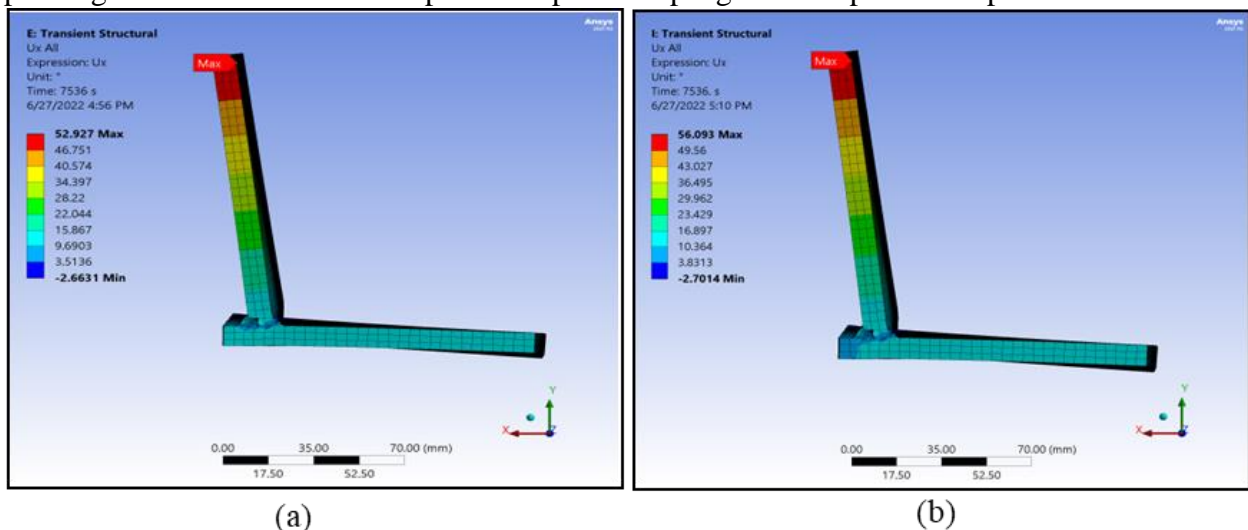 E: Transient Structural
Ux All
Expression: Ux
Unit: °
Time: 7536 s
6/27/2022 4:56 PM
52.927 Max
46.751
40.574
34.397
28.22
22.044
15.867
9.6903
3.5136
-2.6631 Min
Max
Ansys
Y
X
Z
0.00 35.00 70.00 (mm)
17.50 52.50
(a)
I: Transient Structural
Ux All
Expression: Ux
Unit: °
Time: 7536. s
6/27/2022 5:10 PM
56.093 Max
49.56
43.027
36.495
29.962
23.429
16.897
10.364
3.8313
-2.7014 Min
Max
Ansys
Y
X
Z
0.00 35.00 70.00 (mm)
17.50 52.50
(b)